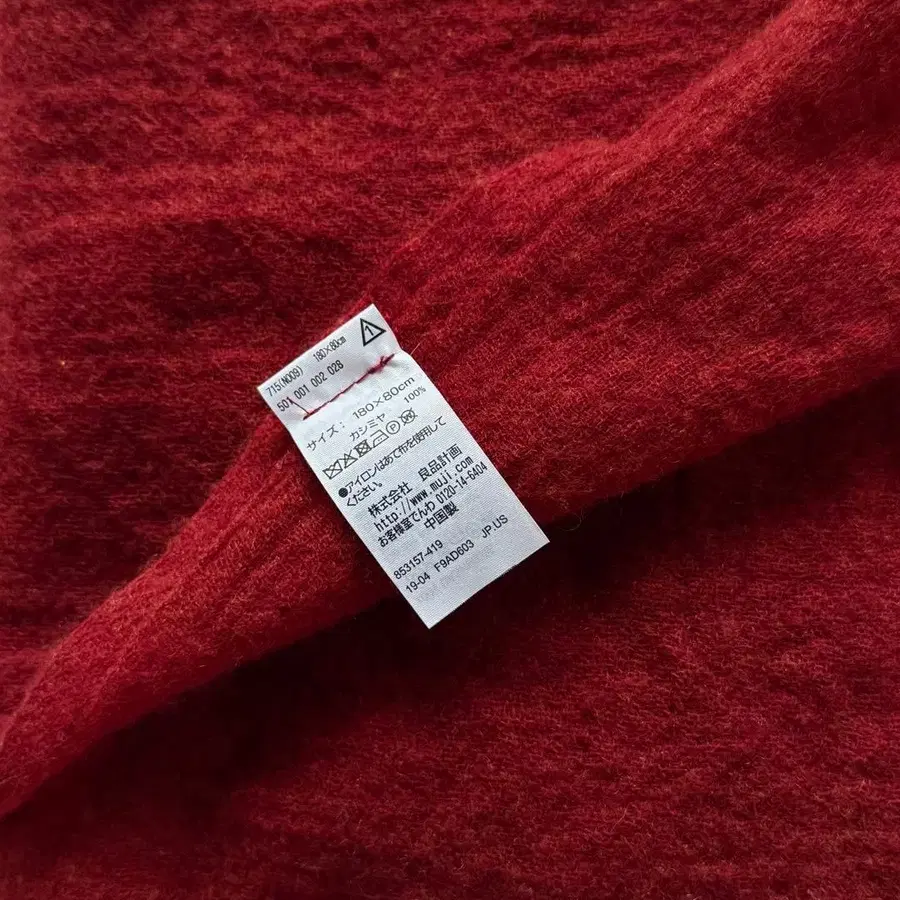 1
715(N009) 180×80cm
501 001 002 028
サイズ： 180×80cm
カシミヤ 100%
●アイロンはあて布を使用して
ください。
株式会社 良品計画
http://www.muji.com
お客様室でんわ 0120-14-6404
中国製
853157-419
19-04 F9AD603 JP.US